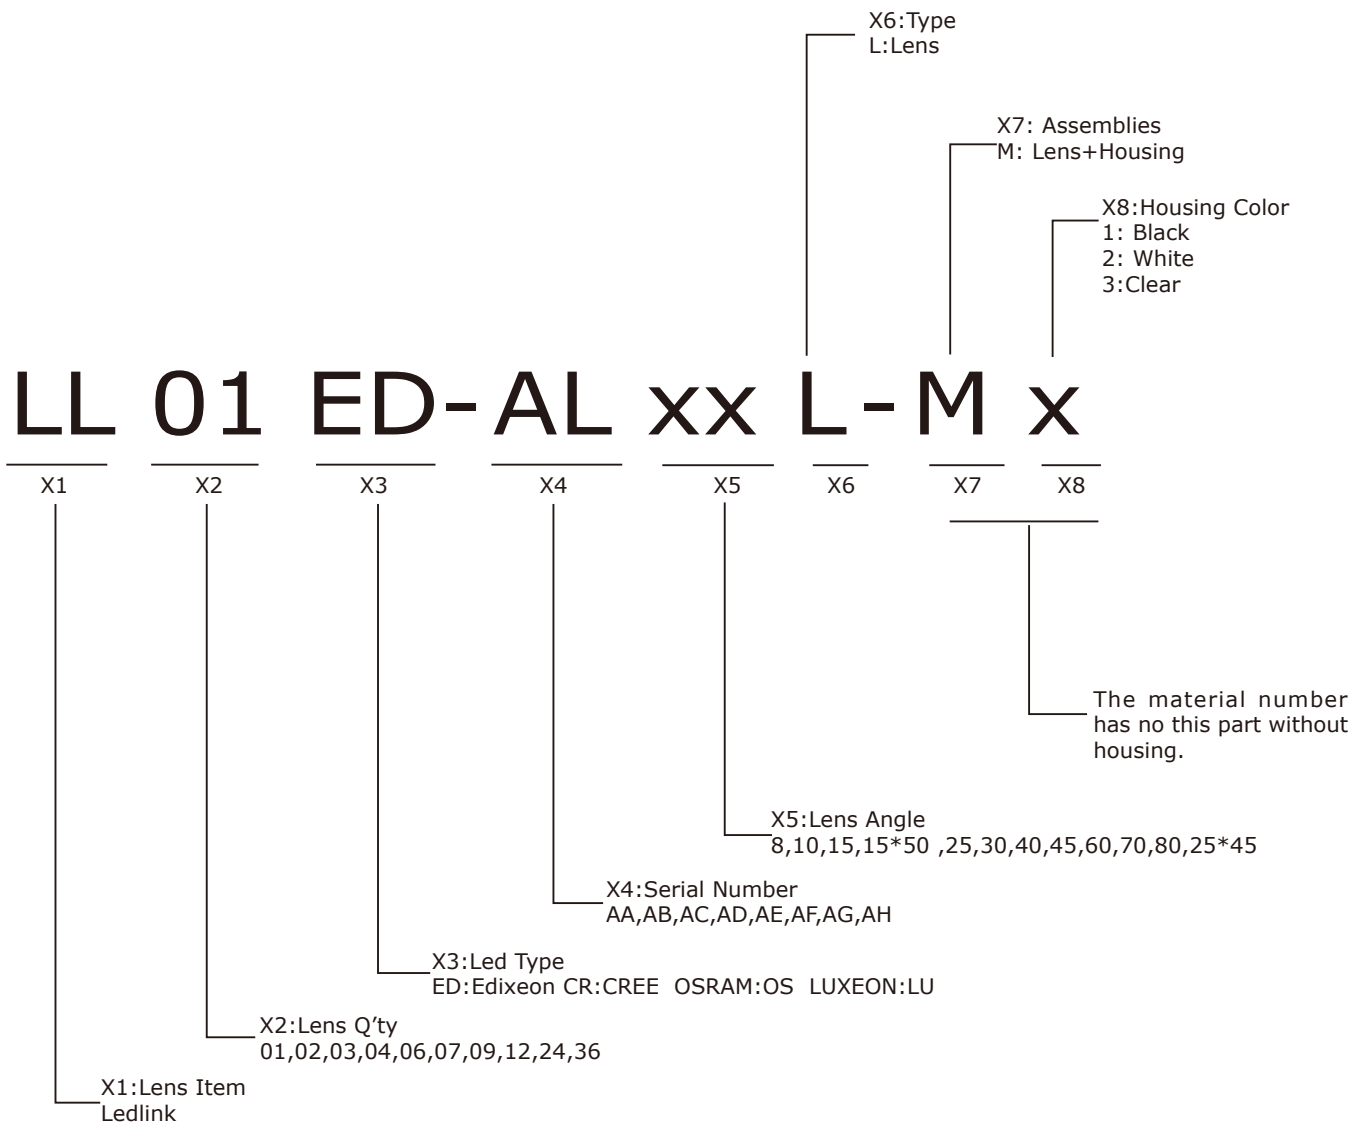 X6:Type
L:Lens
X7: Assemblies
M: Lens+Housing
X8:Housing Color
1: Black
2: White
3:Clear
LL 01 ED-AL xx L-M x
X1 X2 X3 X4 X5 X6 X7 X8
The material number
has no this part without
housing.
X5:Lens Angle
8,10,15,15*50 ,25,30,40,45,60,70,80,25*45
X4:Serial Number
AA,AB,AC,AD,AE,AF,AG,AH
X3:Led Type
ED:Edixeon CR:CREE OSRAM:OS LUXEON:LU
X2:Lens Q’ty
01,02,03,04,06,07,09,12,24,36
X1:Lens Item
Ledlink